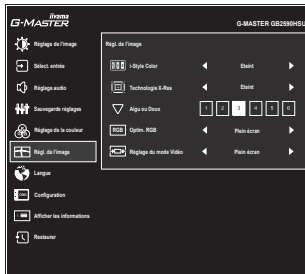 iiyama
G-MASTER
G-MASTER GB2590HSU
Réglage de l'image
Sélect. entrée
Réglage audio
Sauvegarde réglages
Réglage de la couleur
Régl. de l'image
Langue
OSD
Configuration
Afficher les informations
Restaurer
Régl. de l'image
i-Style Color
Eteint
Technologie X-Res
Eteint
Aigu ou Doux
1 2 3 4 5 6
RGB
Optim. RGB
Plein écran
Réglage du mode Vidéo
Plein écran